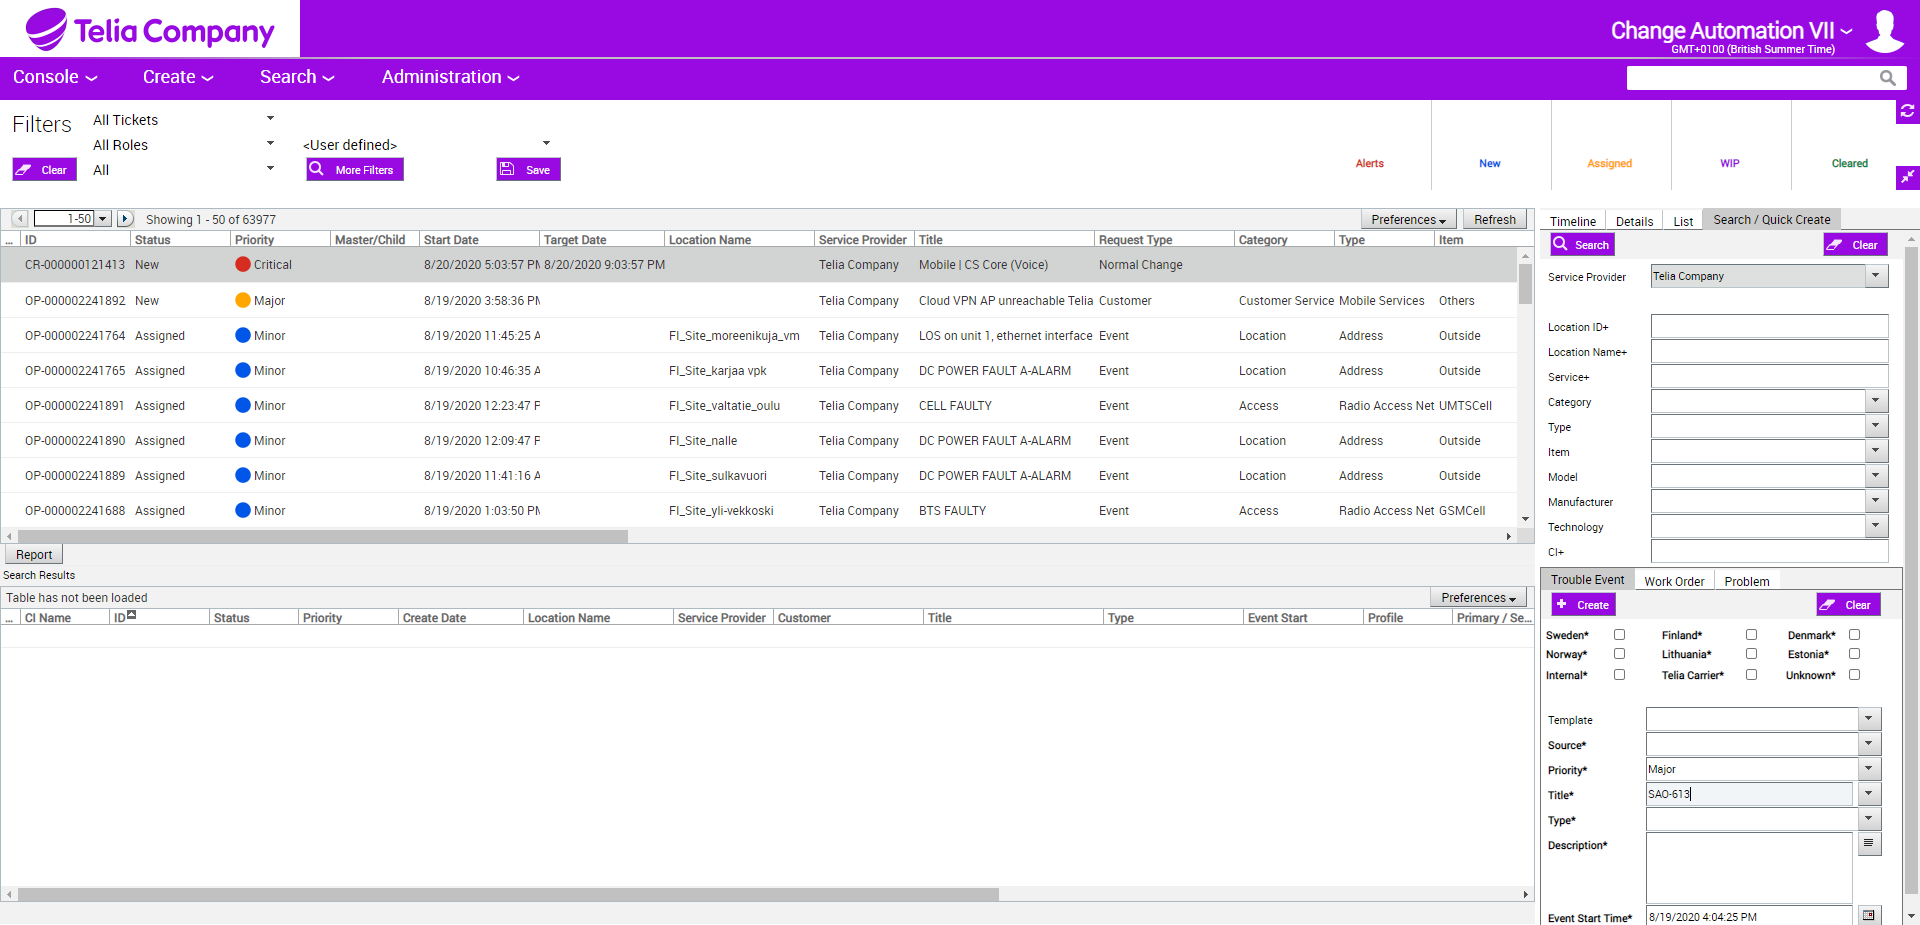 Telia Company
Change Automation VII
GMT+0100 (British Summer Time)
Console Create Search Administration
Filters All Tickets
All Roles <User defined>
Clear All More Filters Save
Alerts New Assigned WIP Cleared
1-50 Showing 1 - 50 of 63977 Preferences Refresh
... ID Status Priority Master/Child Start Date Target Date Location Name Service Provider Title Request Type Category Type Item
CR-000000121413 New Critical 8/20/2020 5:03:57 PM 8/20/2020 9:03:57 PM Telia Company Mobile | CS Core (Voice) Normal Change
OP-000002241892 New Major 8/19/2020 3:58:36 PM Telia Company Cloud VPN AP unreachable Telia Customer Customer Service Mobile Services Others
OP-000002241764 Assigned Minor 8/19/2020 11:45:25 A FI_Site_moreenikuja_vm Telia Company LOS on unit 1, ethernet interface Event Location Address Outside
OP-000002241765 Assigned Minor 8/19/2020 10:46:35 A FI_Site_karjaa vpk Telia Company DC POWER FAULT A-ALARM Event Location Address Outside
OP-000002241891 Assigned Minor 8/19/2020 12:23:47 P FI_Site_valtatie_oulu Telia Company CELL FAULTY Event Access Radio Access Net UMTSCell
OP-000002241890 Assigned Minor 8/19/2020 12:09:47 P FI_Site_nalle Telia Company DC POWER FAULT A-ALARM Event Location Address Outside
OP-000002241889 Assigned Minor 8/19/2020 11:41:16 A FI_Site_sulkavuori Telia Company DC POWER FAULT A-ALARM Event Location Address Outside
OP-000002241688 Assigned Minor 8/19/2020 1:03:50 PM FI_Site_yli-vekkoski Telia Company BTS FAULTY Event Access Radio Access Net GSMCell
Report
Search Results
Table has not been loaded Preferences
... CI Name ID Status Priority Create Date Location Name Service Provider Customer Title Type Event Start Profile Primary / Se...
Timeline Details List Search / Quick Create
Search Clear
Service Provider Telia Company
Location ID+
Location Name+
Service+
Category
Type
Item
Model
Manufacturer
Technology
CI+
Trouble Event Work Order Problem
Create Clear
Sweden* Finland* Denmark*
Norway* Lithuania* Estonia*
Internal* Telia Carrier* Unknown*
Template
Source*
Priority* Major
Title* SAO-613
Type*
Description*
Event Start Time* 8/19/2020 4:04:25 PM